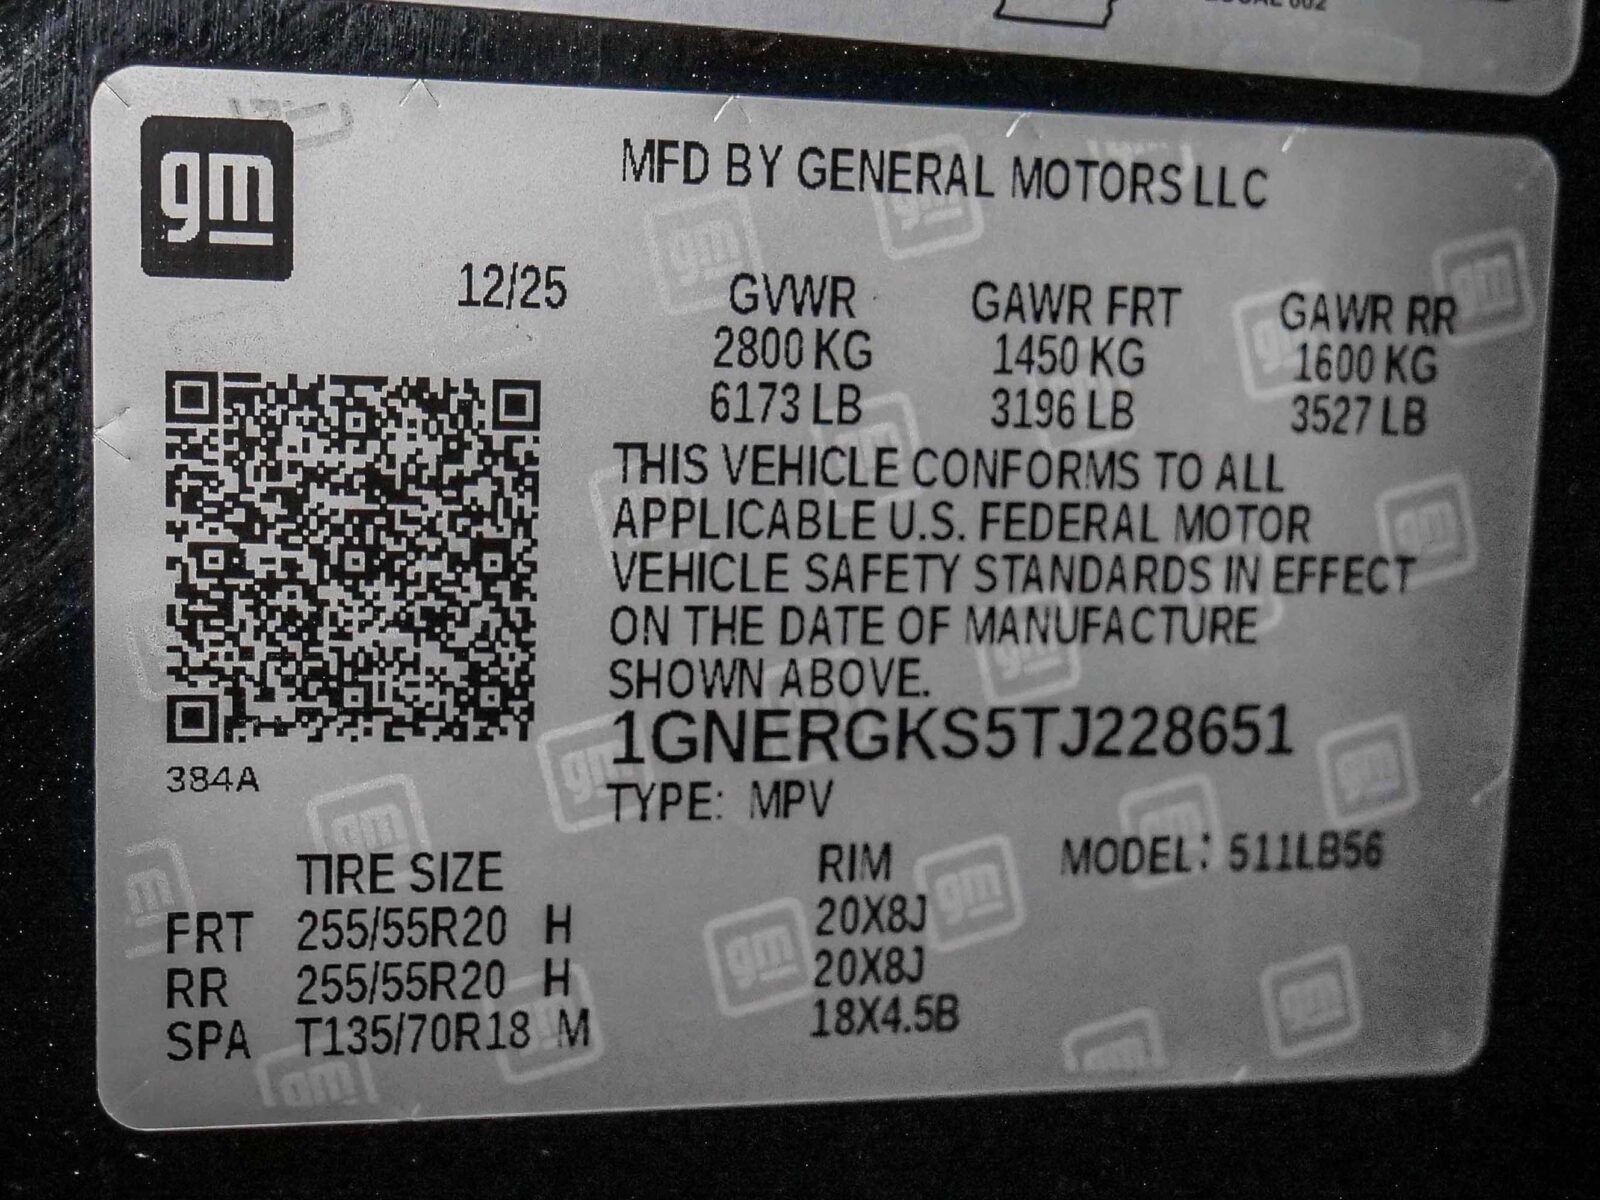 gm
MFD BY GENERAL MOTORS LLC
12/25
GVWR GAWR FRT GAWR RR
2800 KG 1450 KG 1600 KG
6173 LB 3196 LB 3527 LB
THIS VEHICLE CONFORMS TO ALL
APPLICABLE U.S. FEDERAL MOTOR
VEHICLE SAFETY STANDARDS IN EFFECT
ON THE DATE OF MANUFACTURE
SHOWN ABOVE.
1GNERGKS5TJ228651
384A
TYPE: MPV
TIRE SIZE RIM MODEL: 511LB56
FRT 255/55R20 H 20X8J
RR 255/55R20 H 20X8J
SPA T135/70R18 M 18X4.5B